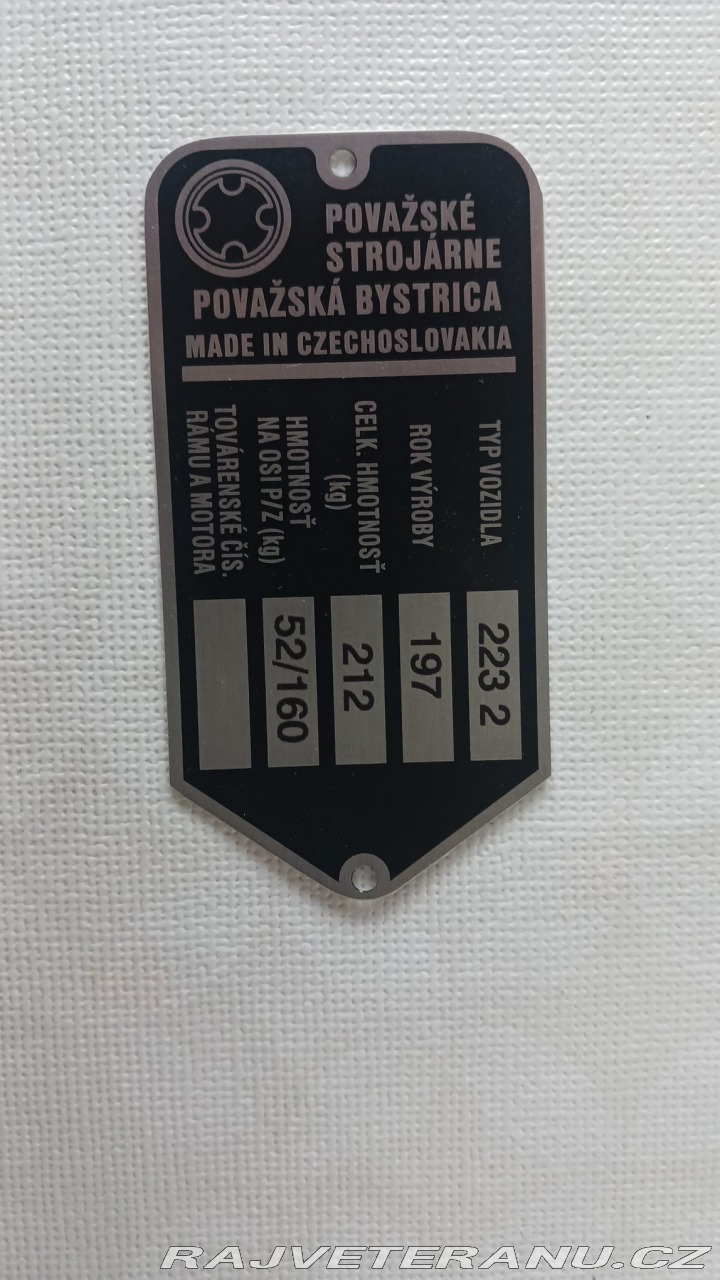 POVAŽSKÉ
STROJÁRNE
POVAŽSKÁ BYSTRICA
MADE IN CZECHOSLOVAKIA
TYP VOZIDLA 223 2
ROK VÝROBY 197
CELK. HMOTNOSŤ
(kg) 212
HMOTNOSŤ
NA OSI P/Z (kg) 52/160
TOVÁRENSKÉ ČÍS.
RÁMU A MOTORA
RAJVETERANU.CZ